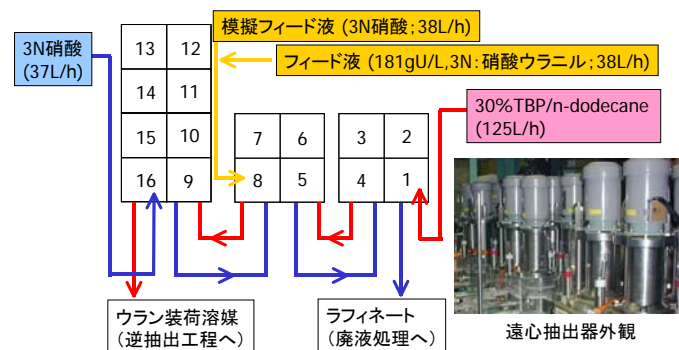 模擬フィード液 (3N硝酸;38L/h)
3N硝酸
(37L/h)
フィード液 (181gU/L,3N:硝酸ウラニル;38L/h)
30%TBP/n-dodecane
(125L/h)
13 12
14 11
15 10
16 9
7 6
8 5
3 2
4 1
ウラン装荷溶媒
(逆抽出工程へ)
ラフィネート
(廃液処理へ)
遠心抽出器外観